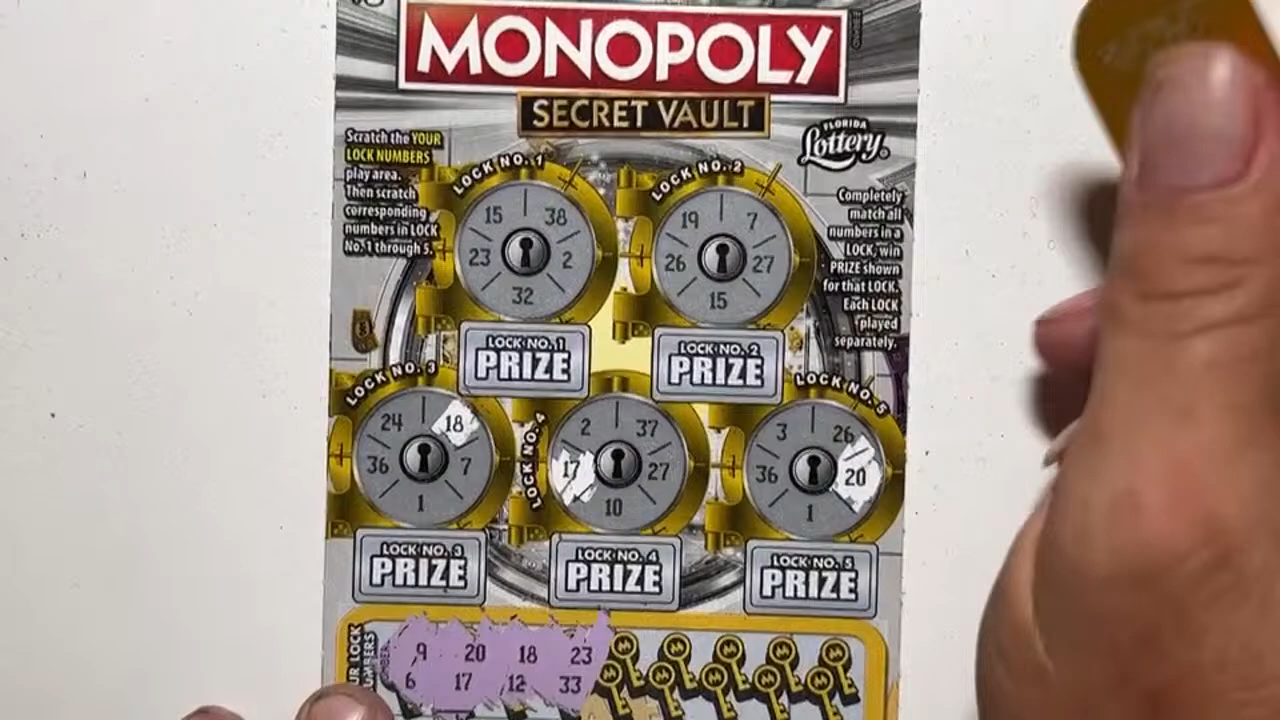 MONOPOLY
SECRET VAULT
FLORIDA
Lottery
Scratch the YOUR
LOCK NUMBERS
play area.
Then scratch
corresponding
numbers in LOCK
No. 1 through 5.
Completely
match all
numbers in a
LOCK, win
PRIZE shown
for that LOCK.
Each LOCK
played
separately.
LOCK NO. 1
15 38
23 2
32
LOCK NO. 1
PRIZE
LOCK NO. 2
19 7
26 27
15
LOCK NO. 2
PRIZE
LOCK NO. 3
24 18
36 7
1
LOCK NO. 3
PRIZE
LOCK NO. 4
2 37
17 27
10
LOCK NO. 4
PRIZE
LOCK NO. 5
3 26
36 20
1
LOCK NO. 5
PRIZE
9 20 18 23
6 17 12 33